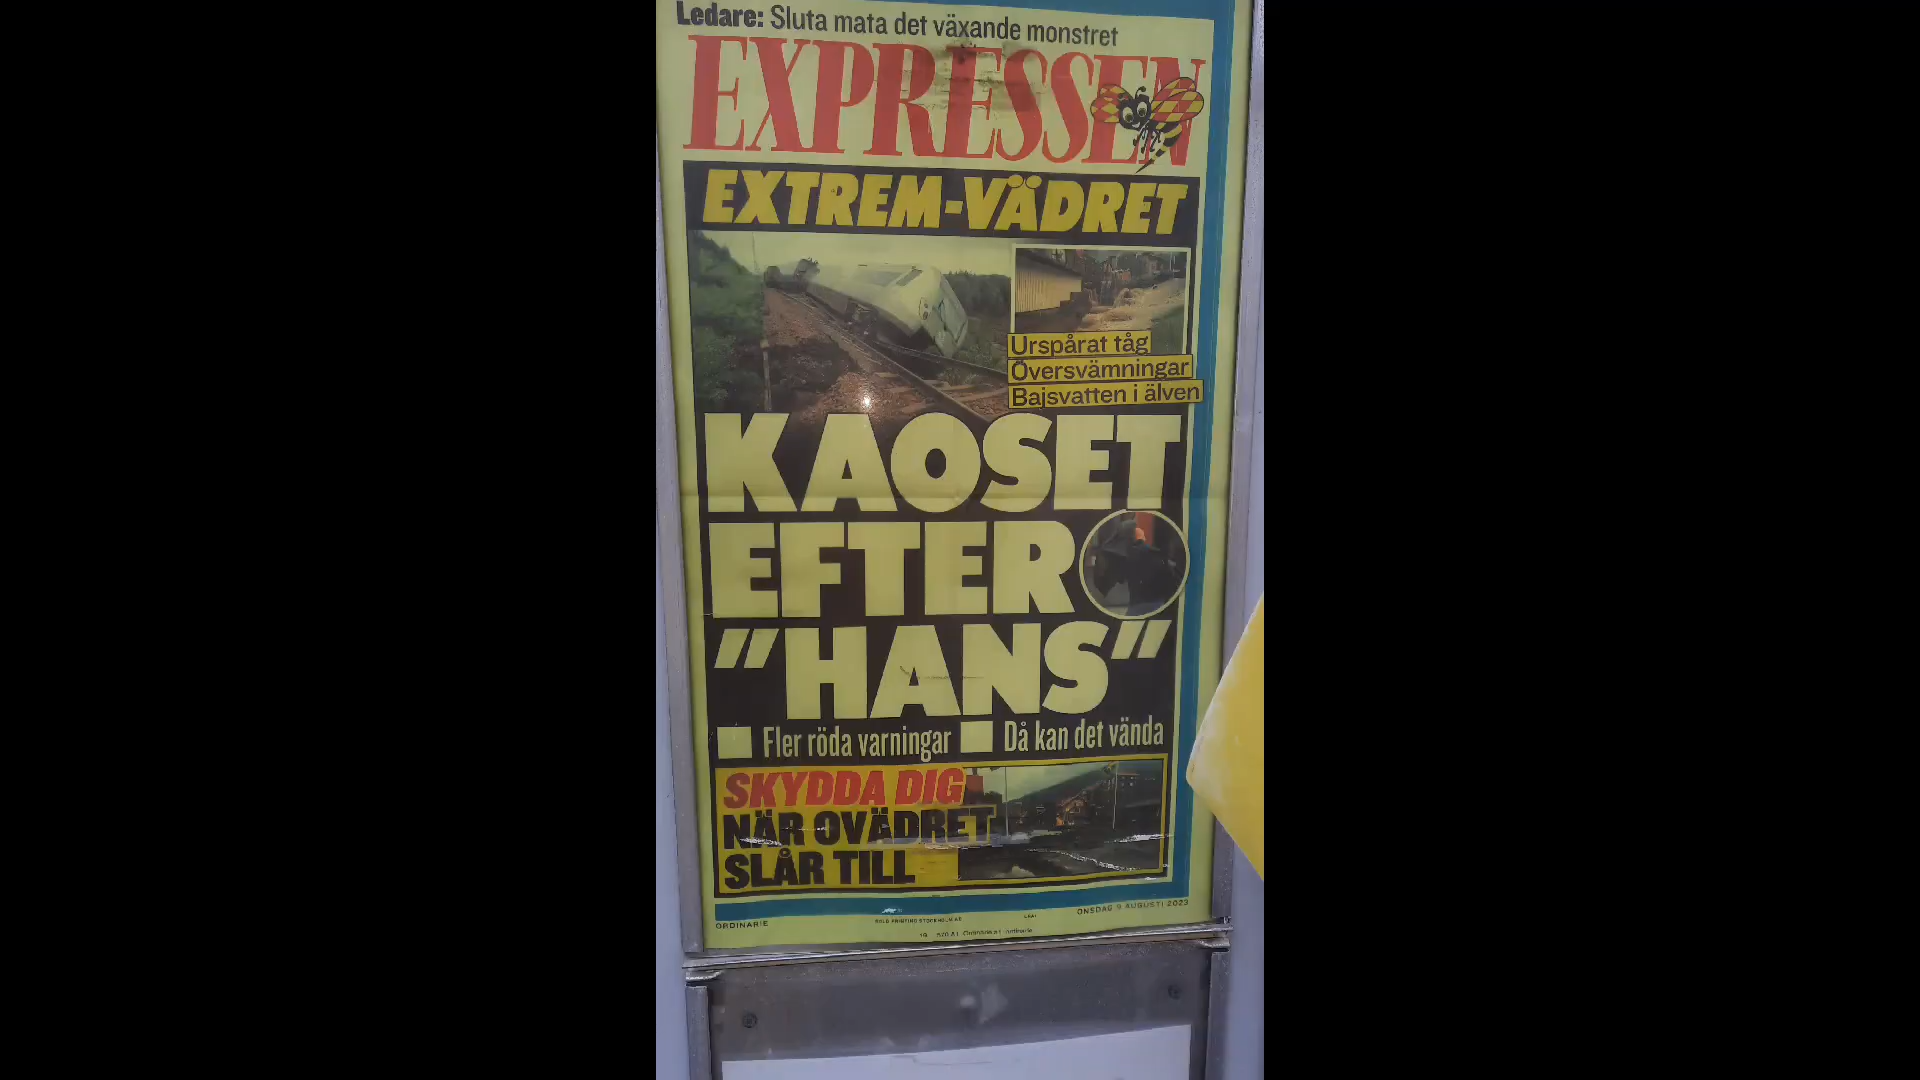 Ledare: Sluta mata det växande monstret
EXPRESSEN
EXTREM-VÄDRET
Urspårat tåg
Översvämningar
Bajsvatten i älven
KAOSET
EFTER
"HANS"
Fler röda varningar Då kan det vända
SKYDDA DIG
NÄR OVÄDRET
SLÅR TILL
ORDINARIE
ONSDAG 9 AUGUSTI 2023